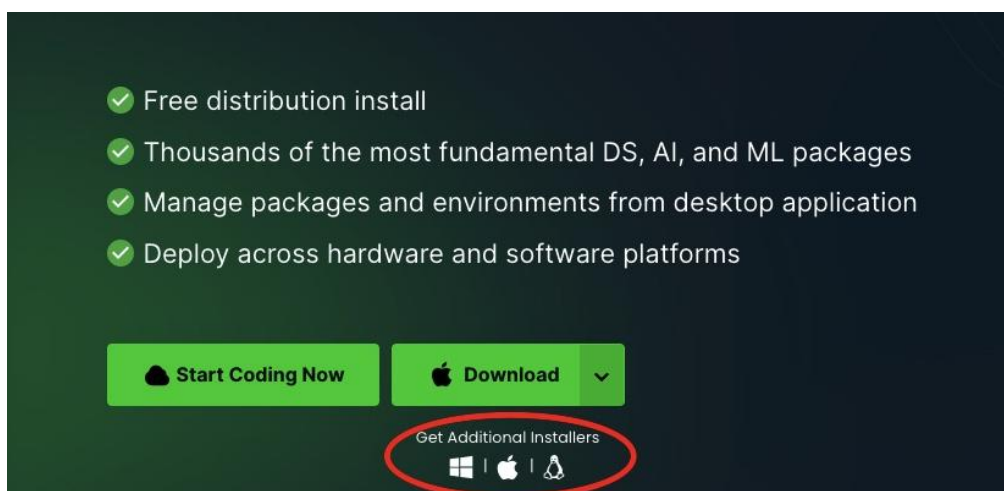 Free distribution install
Thousands of the most fundamental DS, AI, and ML packages
Manage packages and environments from desktop application
Deploy across hardware and software platforms
Start Coding Now
Download
Get Additional Installers